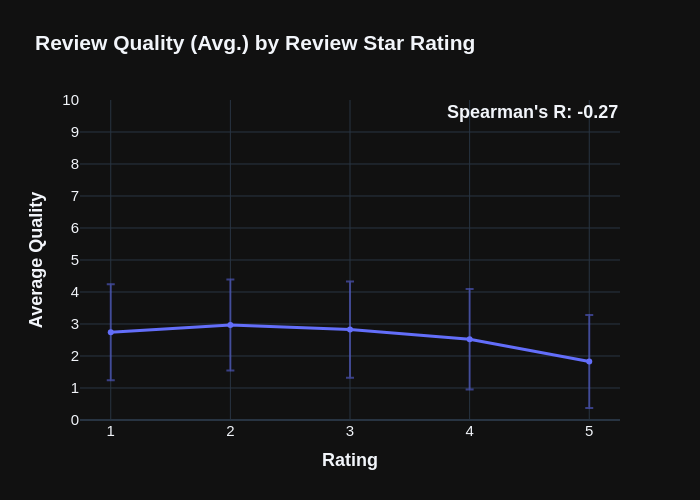 Review Quality (Avg.) by Review Star Rating
Spearman's R: -0.27
Average Quality
10
9
8
7
6
5
4
3
2
1
0
1 2 3 4 5
Rating